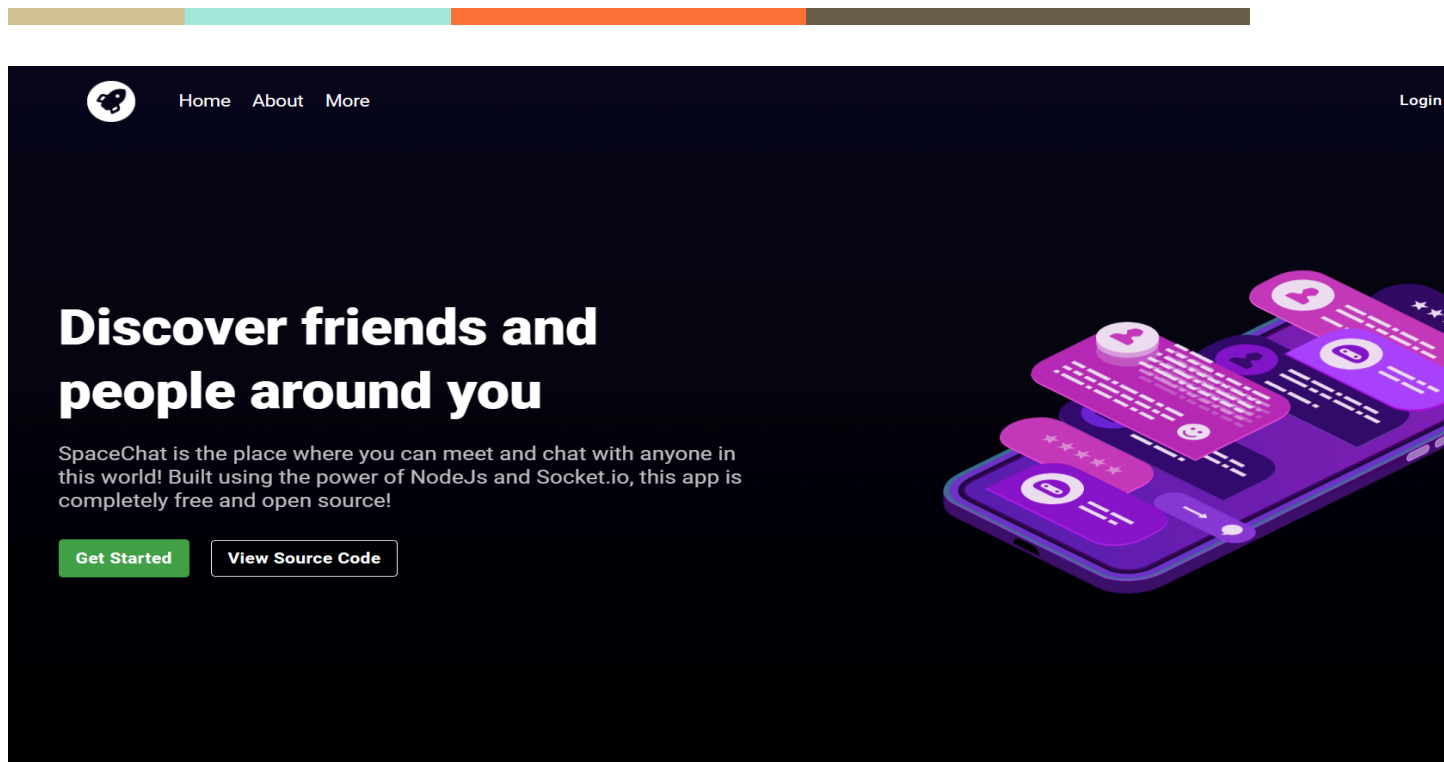 Home About More Login
Discover friends and
people around you
SpaceChat is the place where you can meet and chat with anyone in
this world! Built using the power of NodeJs and Socket.io, this app is
completely free and open source!
Get Started View Source Code